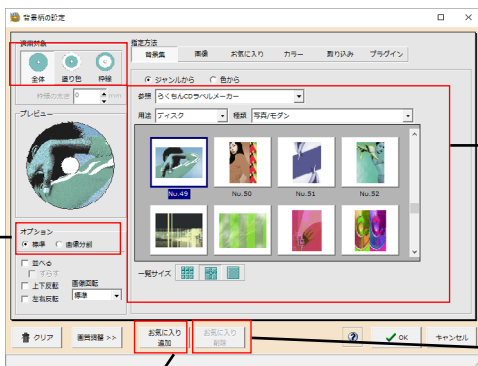 背景柄の設定
適用対象
全体 塗り色 枠線
枠線の太さ 0 mm
プレビュー
オプション
標準 画像分割
並べる
ずらす
上下反転
左右反転
画像回転
標準
指定方法
背景集 画像 お気に入り カラー 取り込み プラグイン
ジャンルから 色から
参照 らくちんCDラベルメーカー
用途 ディスク 種類 写真/モダン
No.49 No.50 No.51 No.52
一覧サイズ
クリア 画質調整 >> お気に入り追加 お気に入り削除 ? OK キャンセル